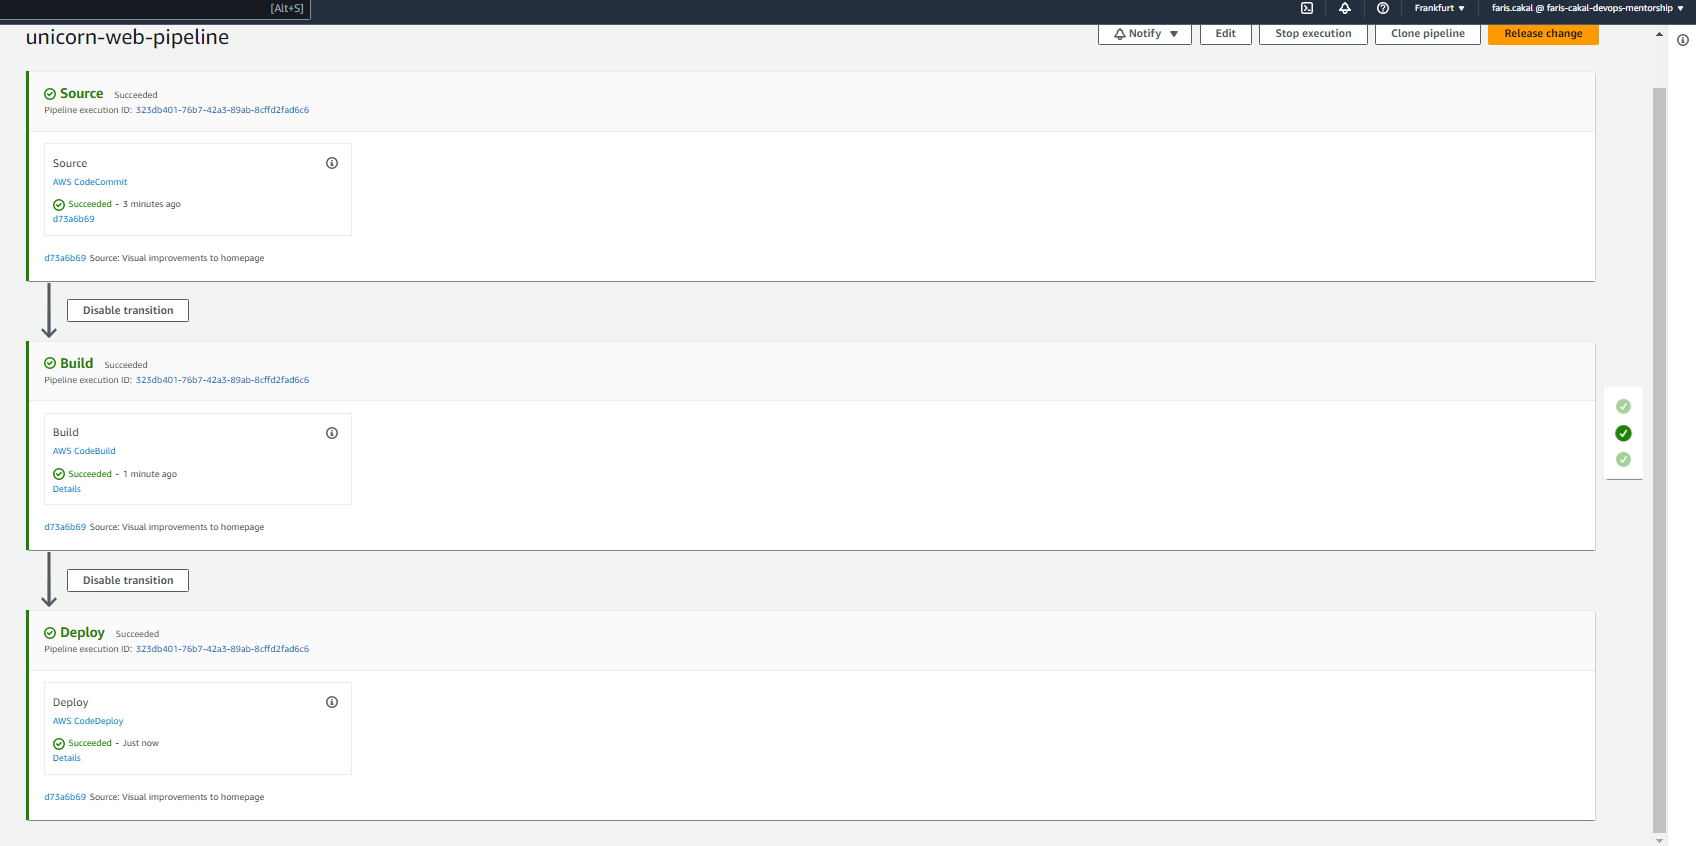 [Alt+S]
Frankfurt ▼
faris.cakal @ faris-cakal-devops-mentorship ▼
unicorn-web-pipeline
Notify ▼
Edit
Stop execution
Clone pipeline
Release change
Source Succeeded
Pipeline execution ID: 323db401-76b7-42a3-89ab-8cffd2fad6c6
Source
AWS CodeCommit
Succeeded - 3 minutes ago
d73a6b69
d73a6b69 Source: Visual improvements to homepage
Disable transition
Build Succeeded
Pipeline execution ID: 323db401-76b7-42a3-89ab-8cffd2fad6c6
Build
AWS CodeBuild
Succeeded - 1 minute ago
Details
d73a6b69 Source: Visual improvements to homepage
Disable transition
Deploy Succeeded
Pipeline execution ID: 323db401-76b7-42a3-89ab-8cffd2fad6c6
Deploy
AWS CodeDeploy
Succeeded - Just now
Details
d73a6b69 Source: Visual improvements to homepage